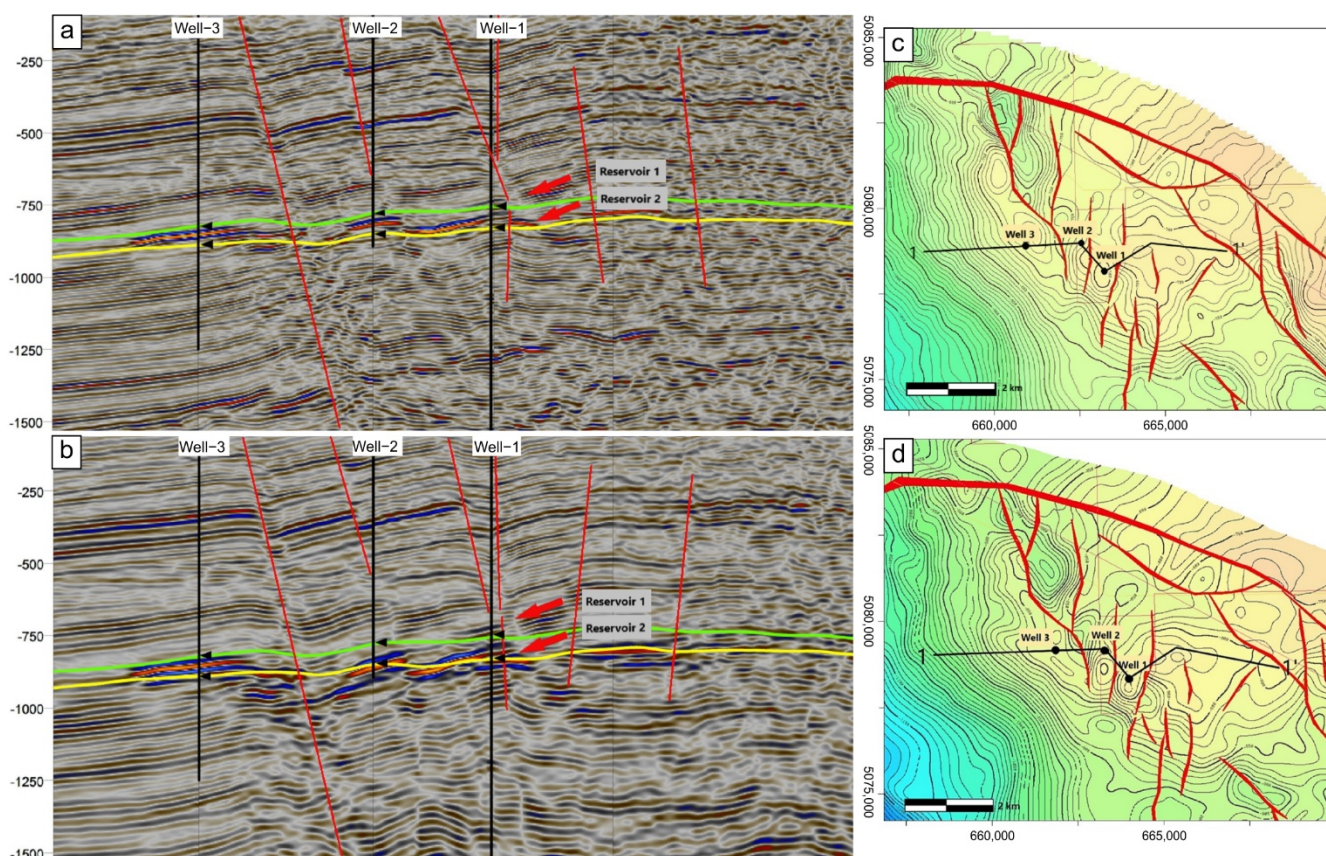 a
Well−3
Well−2
Well−1
-250
-500
-750
-1000
-1250
-1500
Reservoir 1
Reservoir 2
b
Well−3
Well−2
Well−1
-250
-500
-750
-1000
-1250
-1500
Reservoir 1
Reservoir 2
c
5085,000
5080,000
5075,000
Well 3
Well 2
Well 1
1
1'
2 km
660,000
665,000
d
5085,000
5080,000
5075,000
Well 3
Well 2
Well 1
1
1'
2 km
660,000
665,000